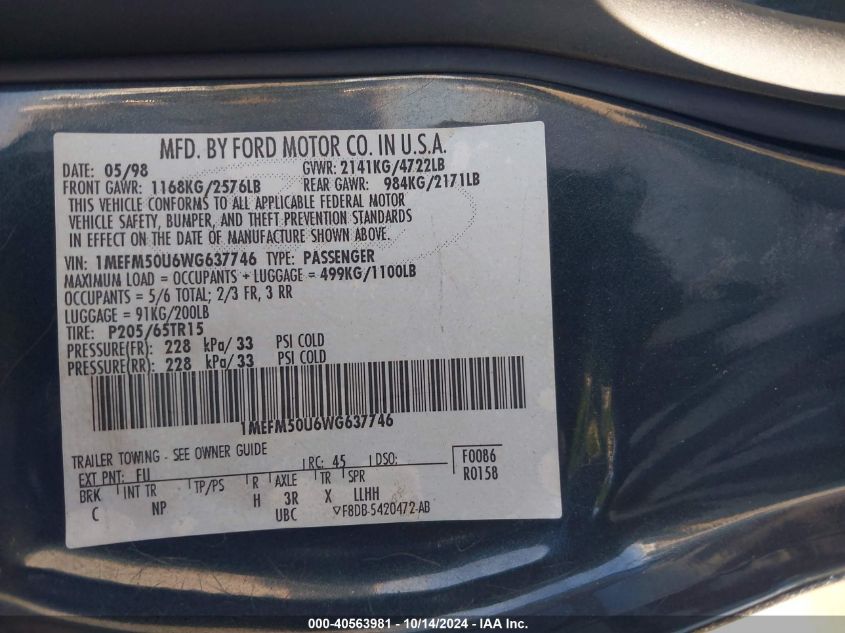 MFD. BY FORD MOTOR CO. IN U.S.A.
DATE: 05/98 GVWR: 2141KG/4722LB
FRONT GAWR: 1168KG/2576LB REAR GAWR: 984KG/2171LB
THIS VEHICLE CONFORMS TO ALL APPLICABLE FEDERAL MOTOR
VEHICLE SAFETY, BUMPER, AND THEFT PREVENTION STANDARDS
IN EFFECT ON THE DATE OF MANUFACTURE SHOWN ABOVE.
VIN: 1MEFM50U6WG637746 TYPE: PASSENGER
MAXIMUM LOAD = OCCUPANTS + LUGGAGE = 499KG/1100LB
OCCUPANTS = 5/6 TOTAL; 2/3 FR, 3 RR
LUGGAGE = 91KG/200LB
TIRE: P205/65TR15
PRESSURE(FR): 228 kPa/33 PSI COLD
PRESSURE(RR): 228 kPa/33 PSI COLD
1MEFM50U6WG637746
TRAILER TOWING - SEE OWNER GUIDE
EXT PNT: FU RC: 45 DSO: F0086
BRK INT TR TP/PS R AXLE TR SPR R0158
C NP H 3R X LLHH
UBC ▽F8DB-5420472-AB
000-40563981 - 10/14/2024 - IAA Inc.